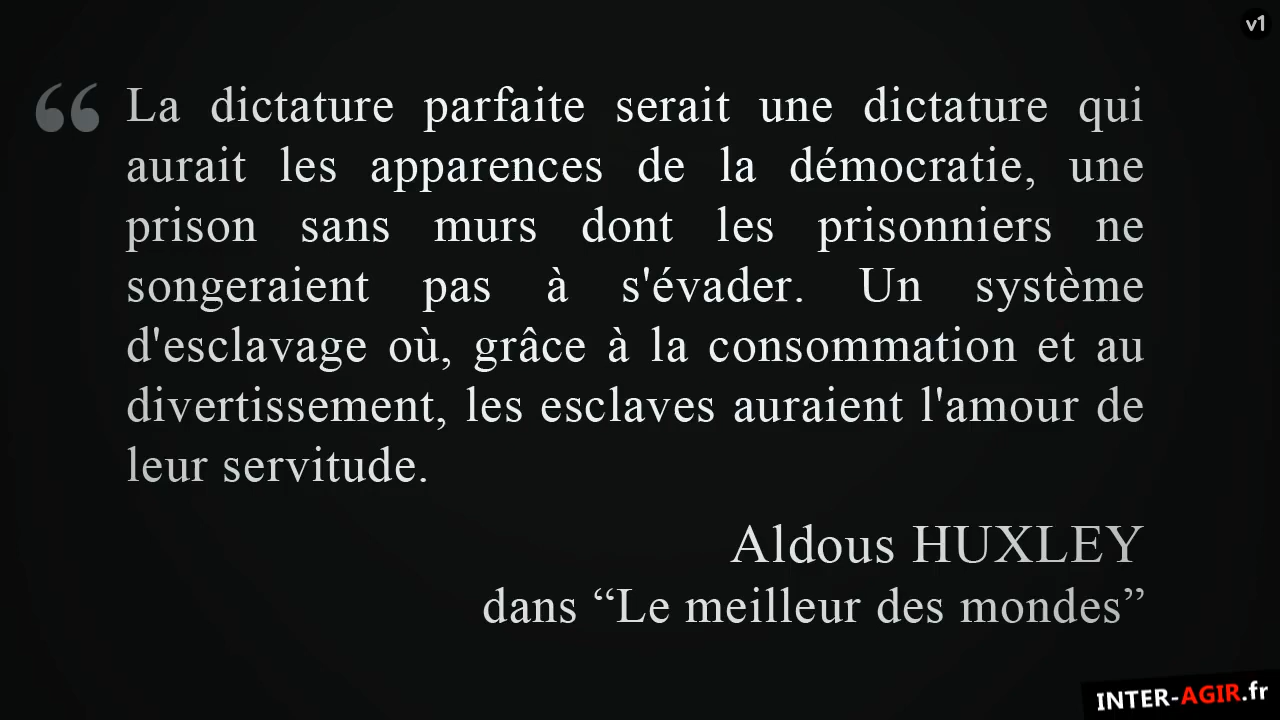 v1
“
La dictature parfaite serait une dictature qui
aurait les apparences de la démocratie, une
prison sans murs dont les prisonniers ne
songeraient pas à s'évader. Un système
d'esclavage où, grâce à la consommation et au
divertissement, les esclaves auraient l'amour de
leur servitude.
Aldous HUXLEY
dans “Le meilleur des mondes”
INTER-AGIR.fr